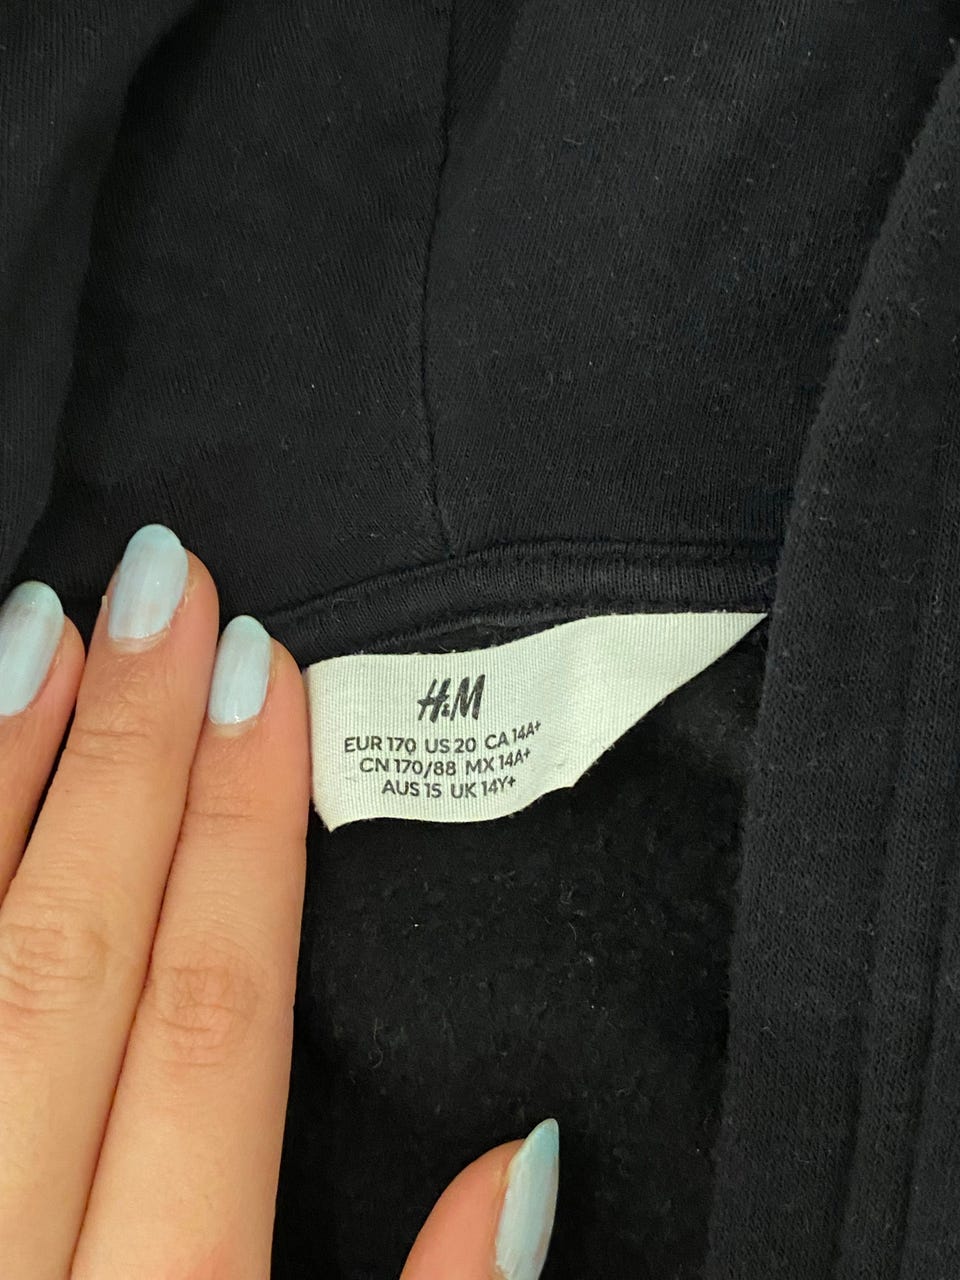 H&M
EUR 170 US 20 CA 14A+
CN 170/88 MX 14A+
AUS 15 UK 14Y+